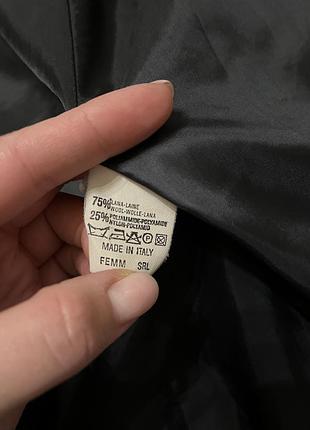 75% LANA-LAINE
WOOL-WOLLE-LANA
25% POLIAMMIDE-POLYAMIDE
NYLON-POLYAMID
MADE IN ITALY
FEMM SRL